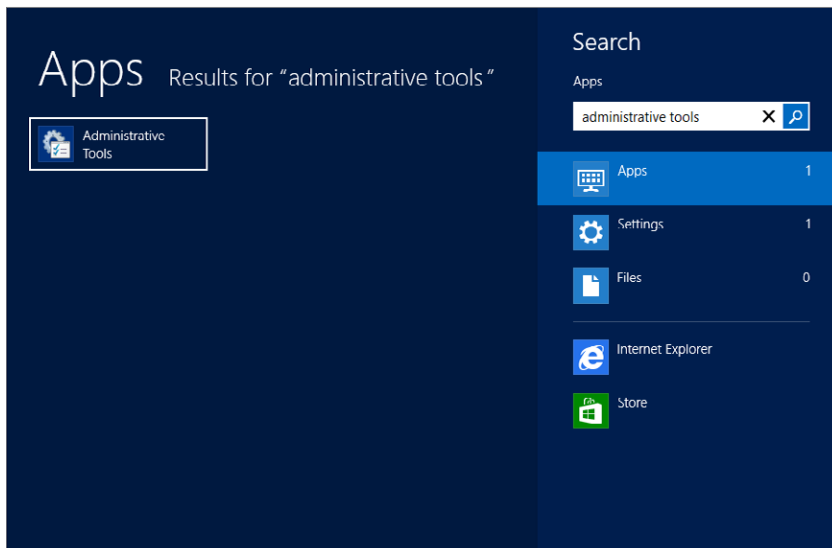 Apps Results for “administrative tools”
Administrative
Tools
Search
Apps
administrative tools
Apps 1
Settings 1
Files 0
Internet Explorer
Store